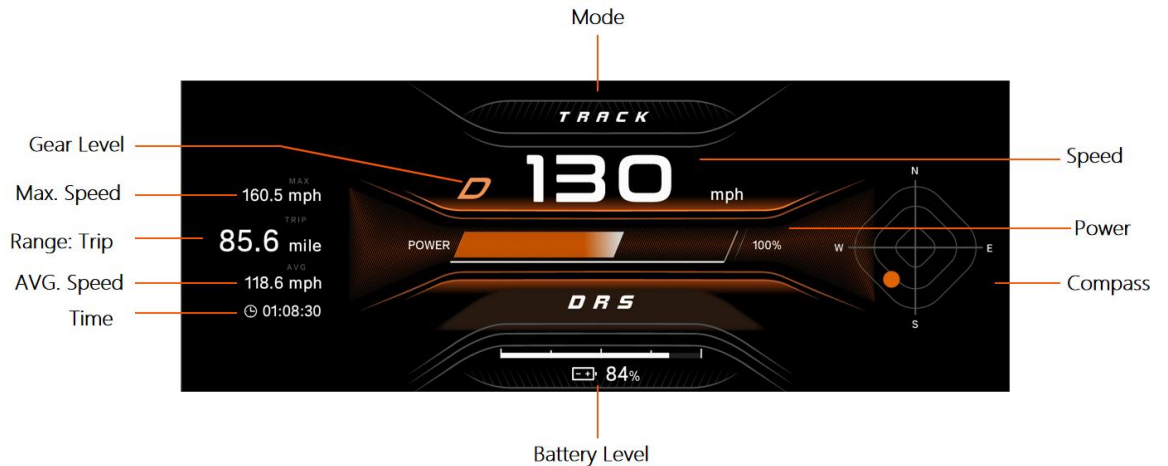 Mode
TRACK
Gear Level
130
mph
D
Speed
Max. Speed
MAX
160.5 mph
Range: Trip
TRIP
85.6 mile
AVG. Speed
AVG
118.6 mph
Time
01:08:30
POWER
100%
Power
N
W
E
S
Compass
DRS
84%
Battery Level